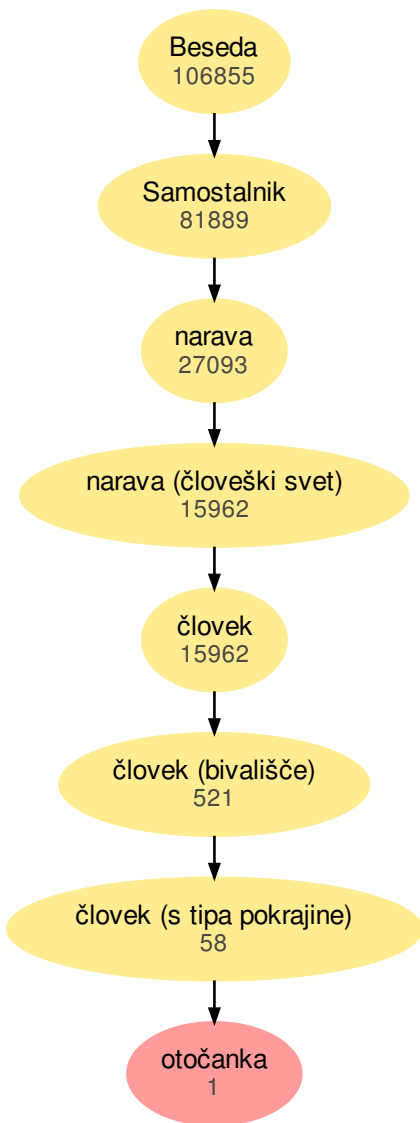 Beseda
106855
Samostalnik
81889
narava
27093
narava (človeški svet)
15962
človek
15962
človek (bivališče)
521
človek (s tipa pokrajine)
58
otočanka
1